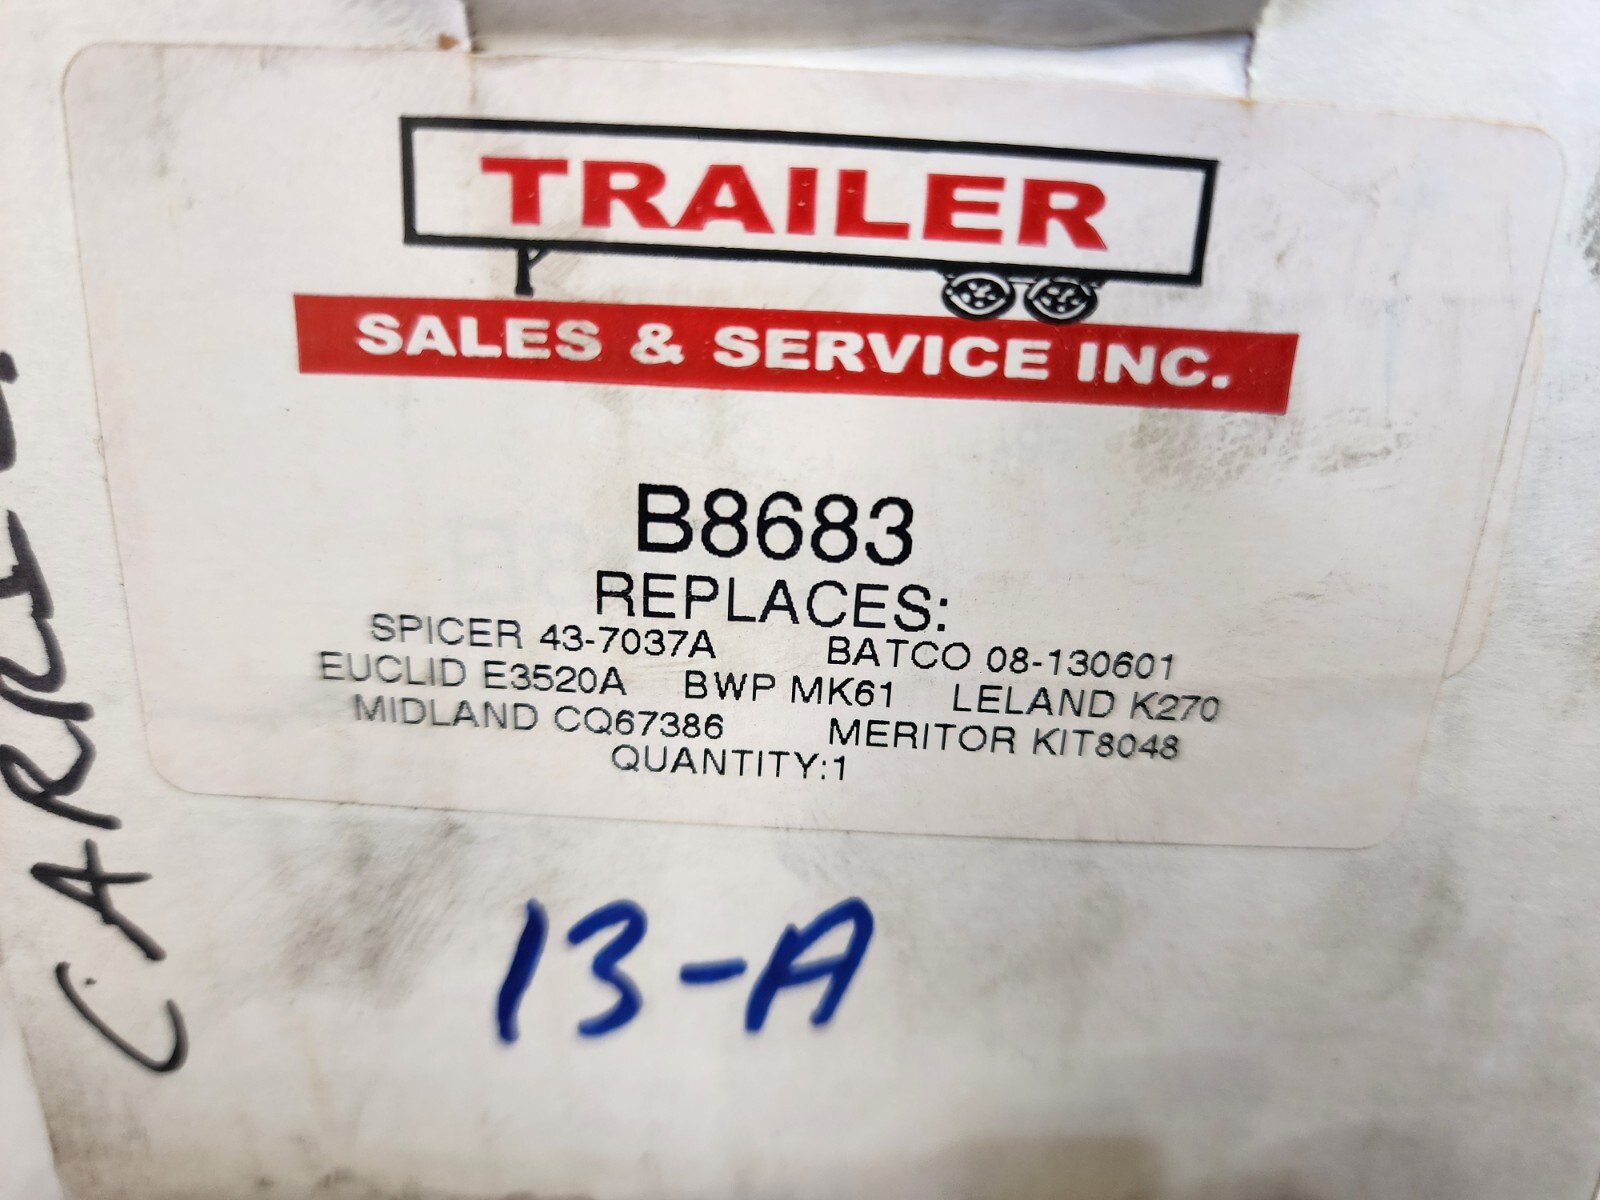 TRAILER
SALES & SERVICE INC.
B8683
REPLACES:
SPICER 43-7037A BATCO 08-130601
EUCLID E3520A BWP MK61 LELAND K270
MIDLAND CQ67386 MERITOR KIT8048
QUANTITY:1
13-A